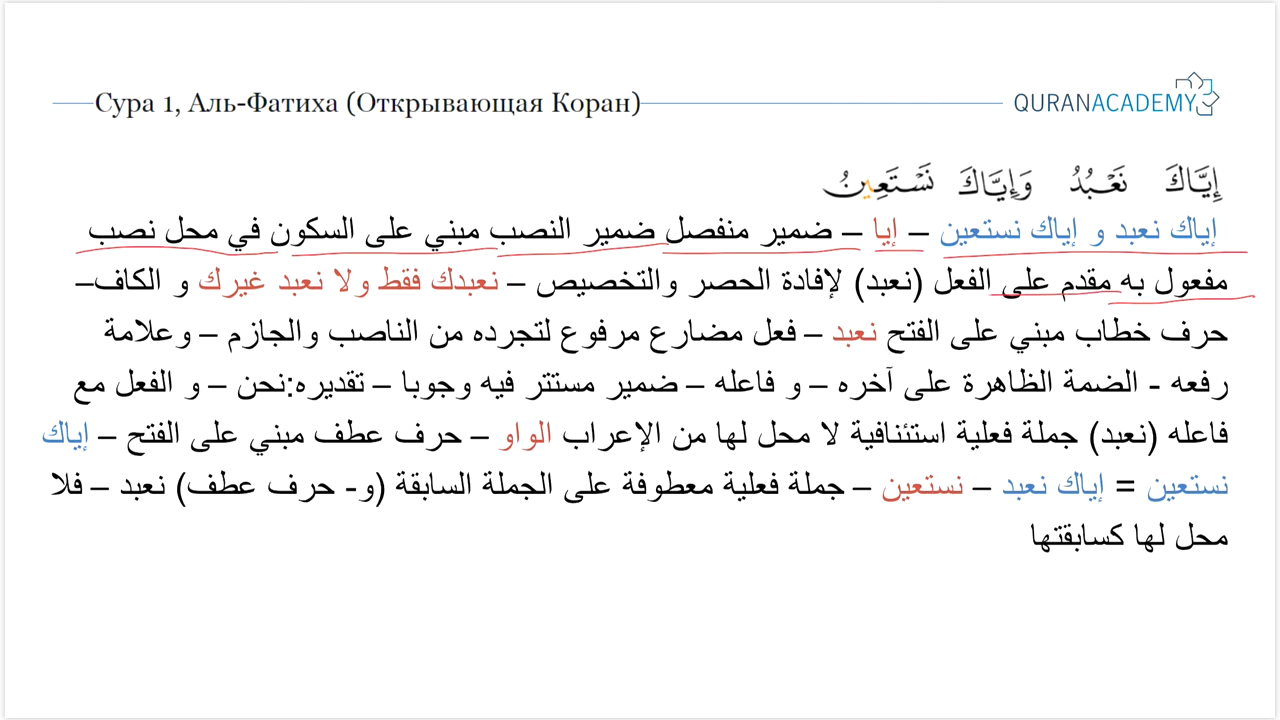 Сура 1, Аль-Фатиха (Открывающая Коран)
QURANACADEMY
إِيَّاكَ نَعْبُدُ وَإِيَّاكَ نَسْتَعِينُ
إياك نعبد و إياك نستعين – إيا – ضمير منفصل ضمير النصب مبني على السكون في محل نصب
مفعول به مقدم على الفعل (نعبد) لإفادة الحصر والتخصيص – نعبدك فقط ولا نعبد غيرك و الكاف–
حرف خطاب مبني على الفتح نعبد – فعل مضارع مرفوع لتجرده من الناصب والجازم – وعلامة
رفعه - الضمة الظاهرة على آخره – و فاعله – ضمير مستتر فيه وجوبا – تقديره:نحن – و الفعل مع
فاعله (نعبد) جملة فعلية استئنافية لا محل لها من الإعراب الواو – حرف عطف مبني على الفتح – إياك
نستعين = إياك نعبد – نستعين – جملة فعلية معطوفة على الجملة السابقة (و- حرف عطف) نعبد – فلا
محل لها كسابقتها